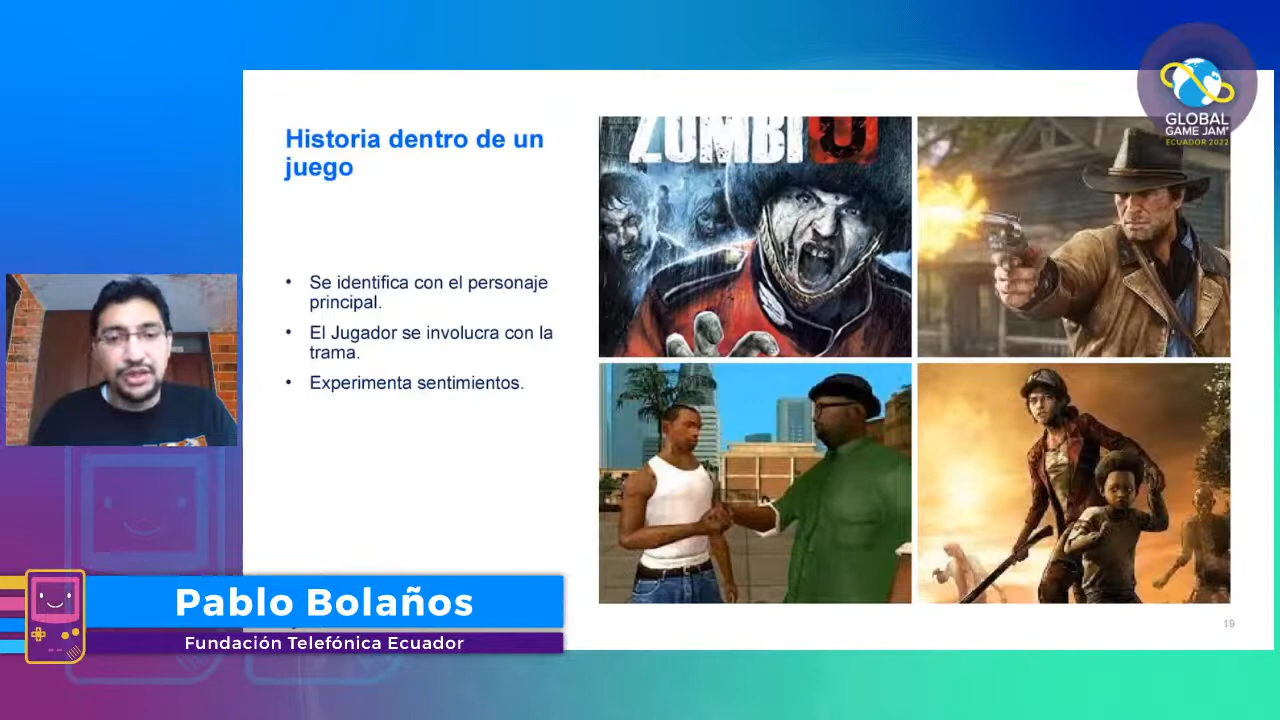 GLOBAL
GAME JAM
ECUADOR 2022
Historia dentro de un
juego
• Se identifica con el personaje
principal.
• El Jugador se involucra con la
trama.
• Experimenta sentimientos.
ZOMBI U
19
Pablo Bolaños
Fundación Telefónica Ecuador